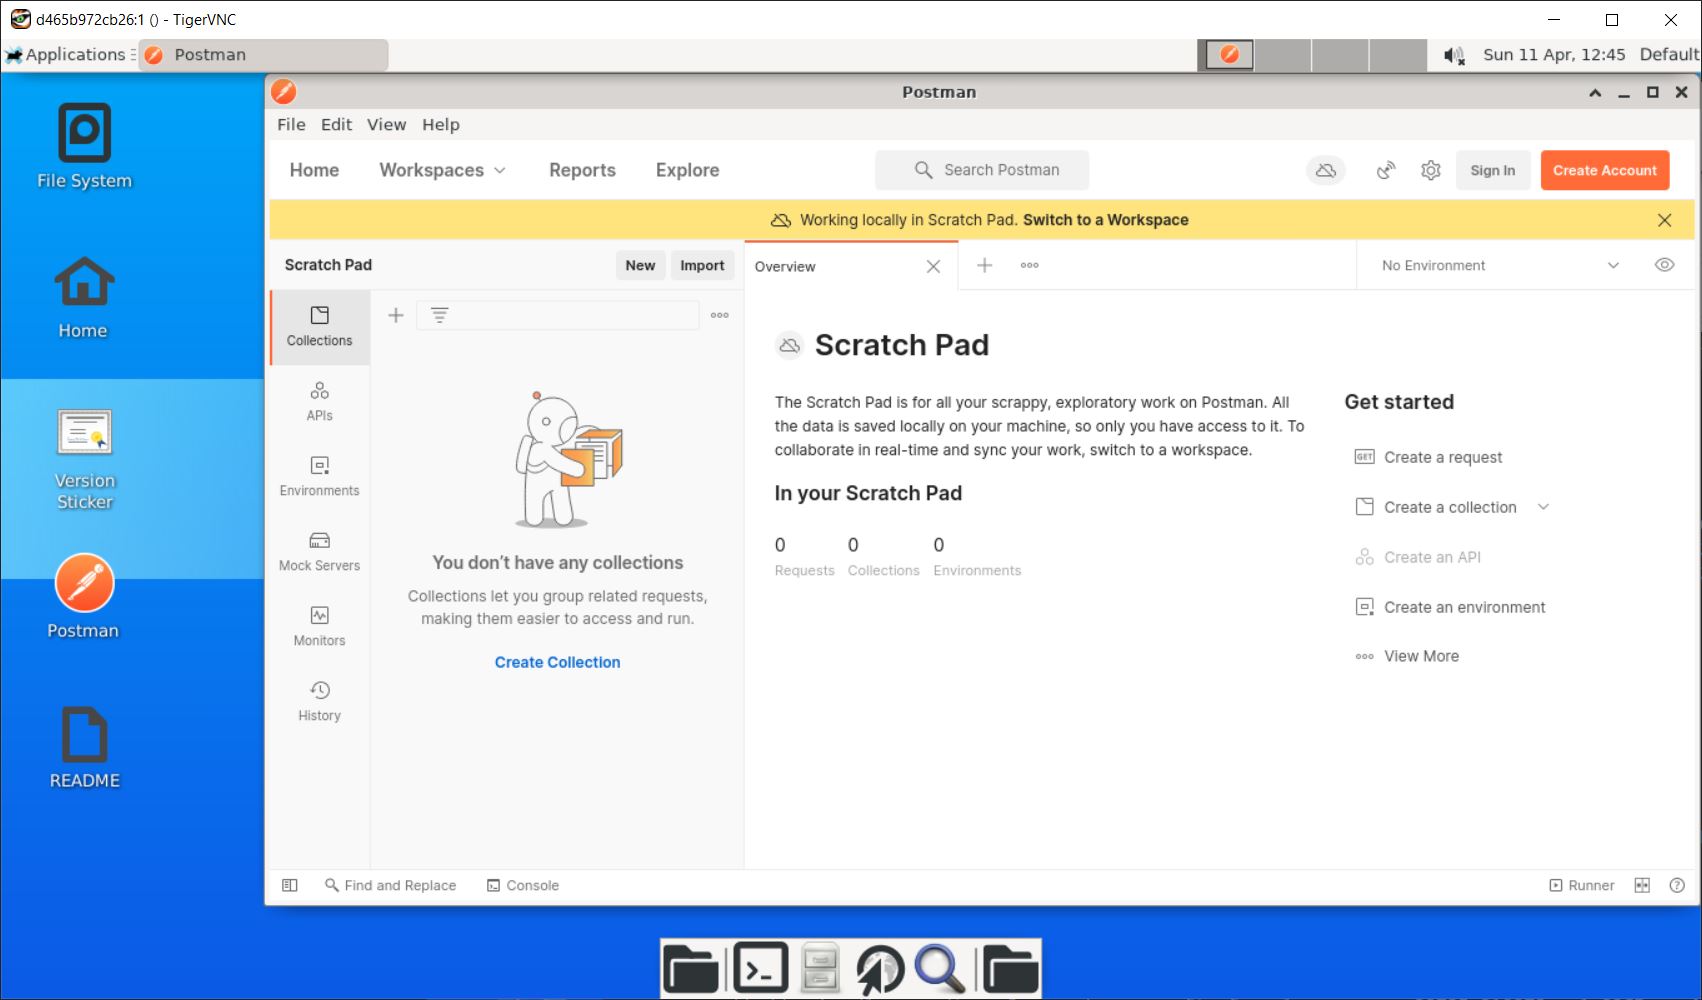 d465b972cb26:1 () - TigerVNC
Applications
Postman
Sun 11 Apr, 12:45
Default
File System
Home
Version
Sticker
Postman
README
Postman
File Edit View Help
Home
Workspaces
Reports
Explore
Search Postman
Sign In
Create Account
Working locally in Scratch Pad. Switch to a Workspace
Scratch Pad
New
Import
Overview
No Environment
Collections
APIs
Environments
Mock Servers
Monitors
History
You don’t have any collections
Collections let you group related requests,
making them easier to access and run.
Create Collection
Scratch Pad
The Scratch Pad is for all your scrappy, exploratory work on Postman. All
the data is saved locally on your machine, so only you have access to it. To
collaborate in real-time and sync your work, switch to a workspace.
In your Scratch Pad
0 0 0
Requests Collections Environments
Get started
GET Create a request
Create a collection
Create an API
Create an environment
View More
Find and Replace
Console
Runner